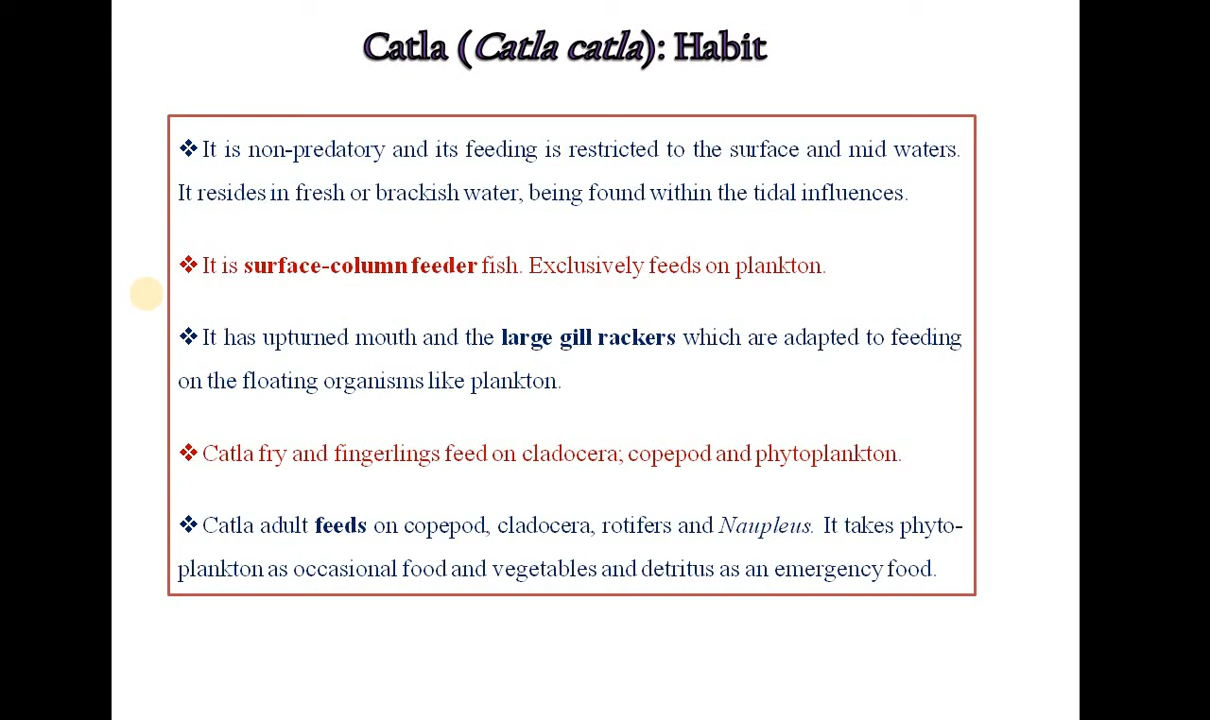 Catla (Catla catla): Habit
❖It is non-predatory and its feeding is restricted to the surface and mid waters.
It resides in fresh or brackish water, being found within the tidal influences.
❖It is surface-column feeder fish. Exclusively feeds on plankton.
❖It has upturned mouth and the large gill rackers which are adapted to feeding
on the floating organisms like plankton.
❖Catla fry and fingerlings feed on cladocera; copepod and phytoplankton.
❖Catla adult feeds on copepod, cladocera, rotifers and Naupleus. It takes phyto-
plankton as occasional food and vegetables and detritus as an emergency food.